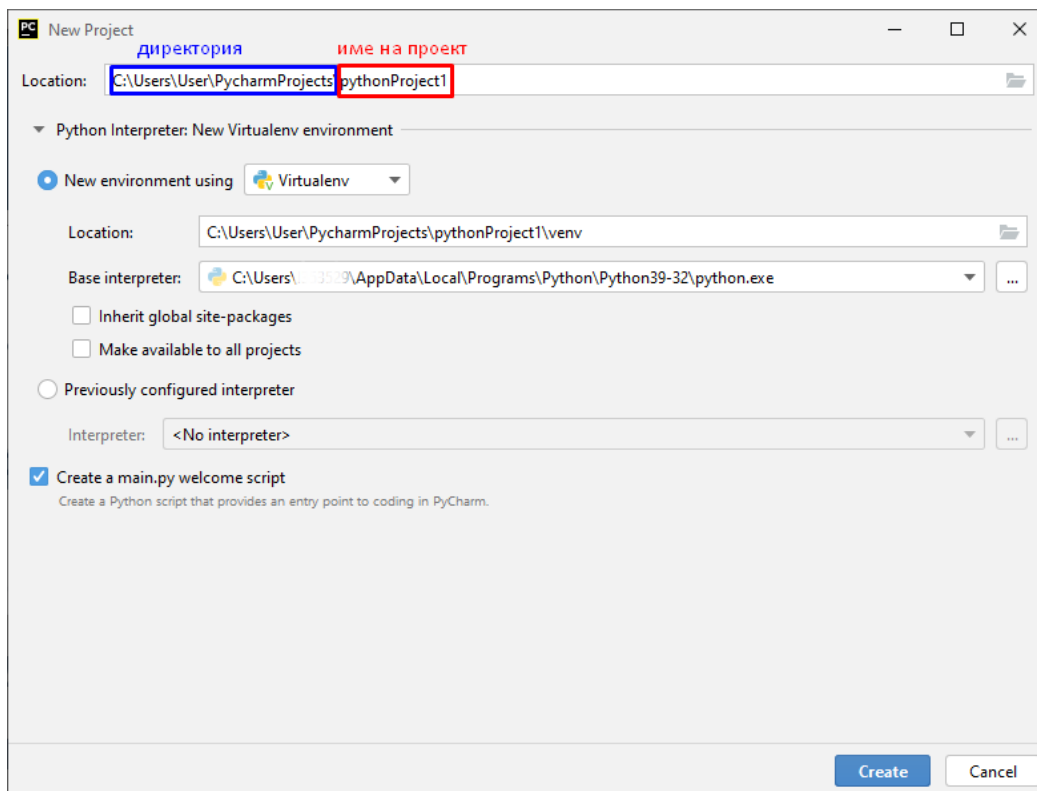 PC New Project
директория име на проект
Location: C:\Users\User\PycharmProjects\pythonProject1
Python Interpreter: New Virtualenv environment
New environment using Virtualenv
Location: C:\Users\User\PycharmProjects\pythonProject1\venv
Base interpreter: C:\Users\ \AppData\Local\Programs\Python\Python39-32\python.exe ...
Inherit global site-packages
Make available to all projects
Previously configured interpreter
Interpreter: <No interpreter> ...
Create a main.py welcome script
Create a Python script that provides an entry point to coding in PyCharm.
Create Cancel